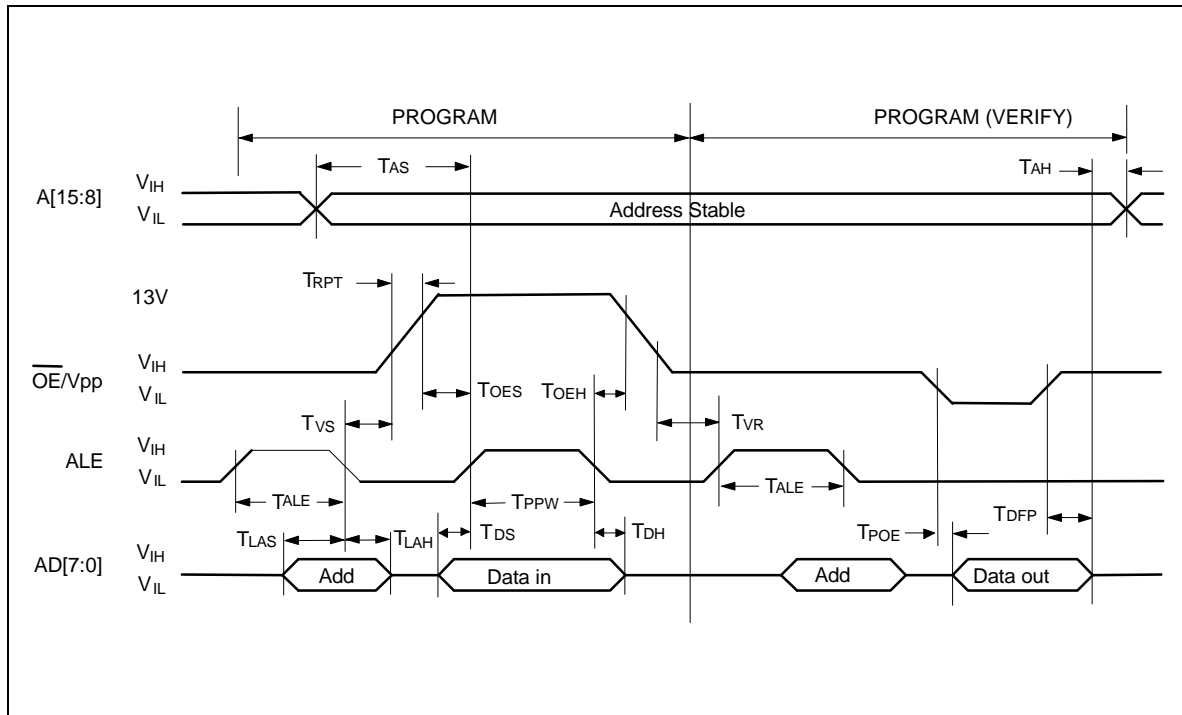 PROGRAM PROGRAM (VERIFY)
TAS TAH
A[15:8] VIH
VIL Address Stable
TRPT
13V
OE/Vpp VIH
VIL TOES TOEH
TVS TVR
ALE VIH
VIL
TALE TPPW TALE
TLAS TLAH TDS TDH TPOE TDFP
AD[7:0] VIH
VIL Add Data in Add Data out